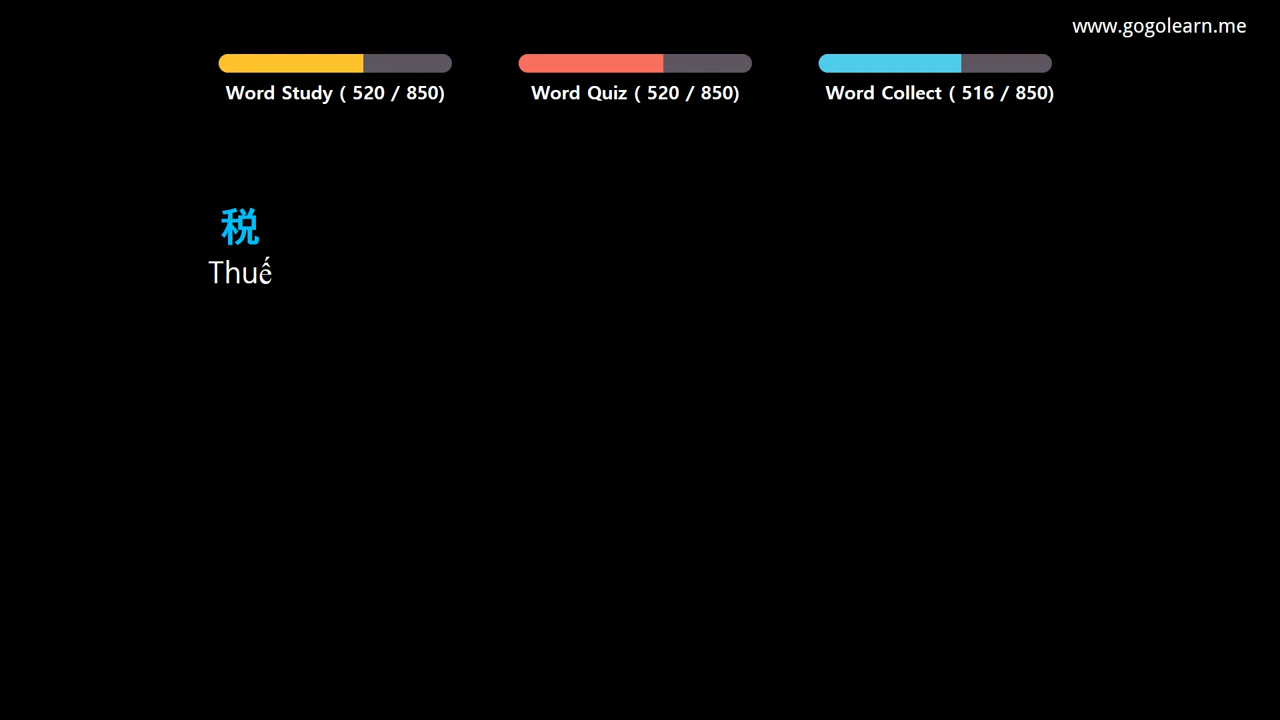 www.gogolearn.me
Word Study ( 520 / 850)
Word Quiz ( 520 / 850)
Word Collect ( 516 / 850)
税
Thuế